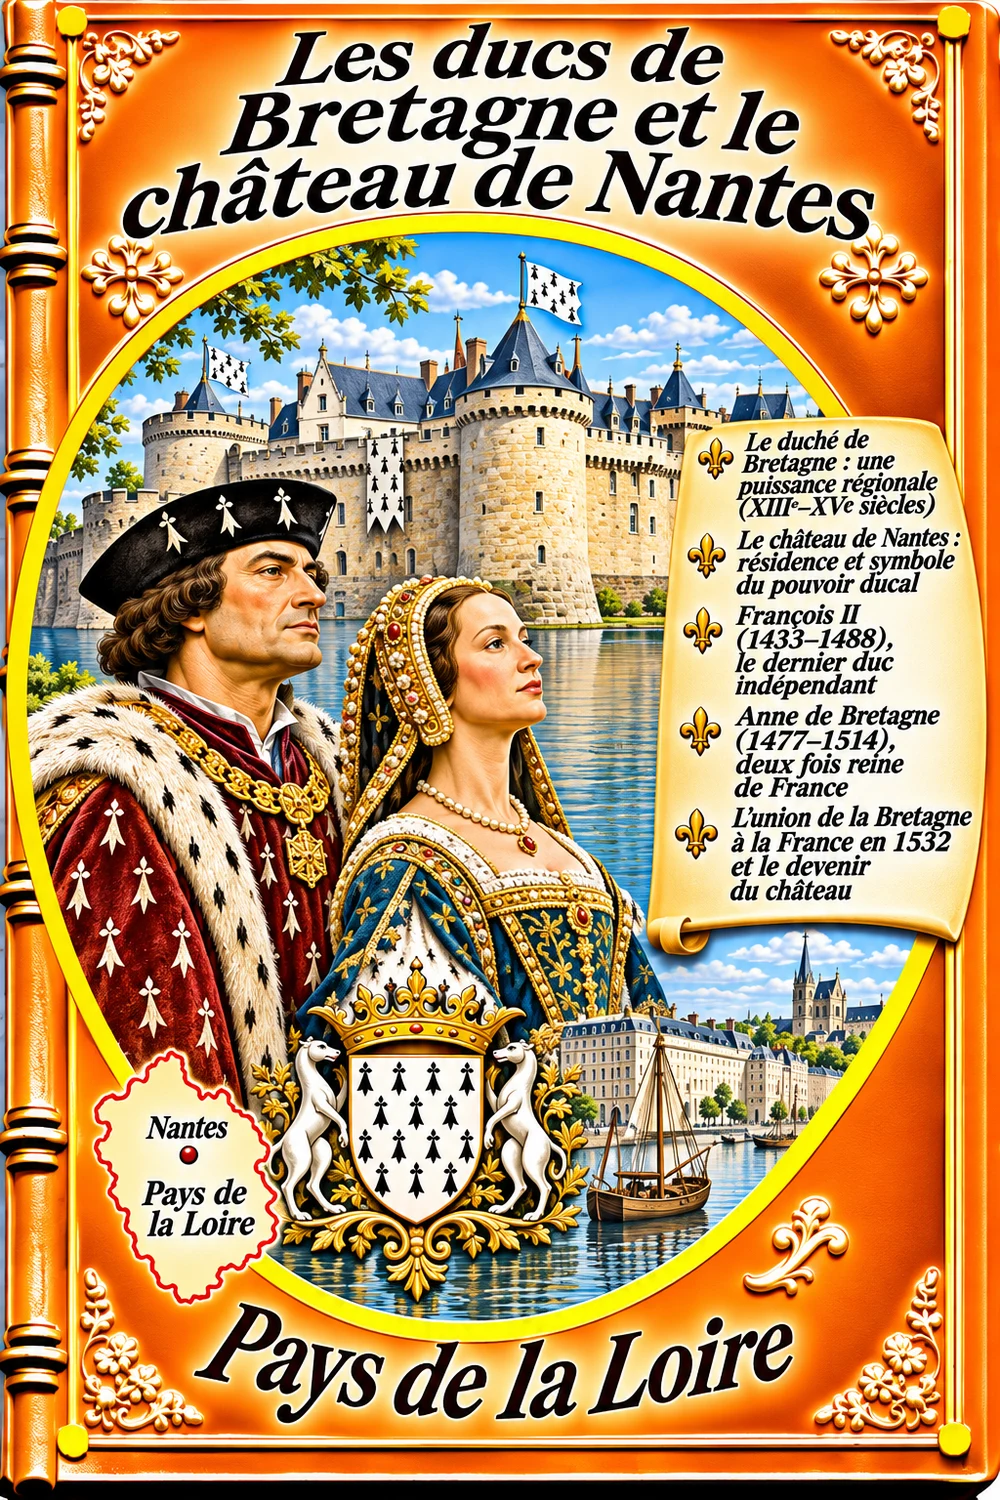 Les ducs de
Bretagne et le
château de Nantes
Le duché de
Bretagne : une
puissance régionale
(XIIIe–XVe siècles)
Le château de Nantes :
résidence et symbole
du pouvoir ducal
François II
(1433–1488),
le dernier duc
indépendant
Anne de Bretagne
(1477–1514),
deux fois reine
de France
L'union de la Bretagne
à la France en 1532
et le devenir
du château
Nantes
Pays de
la Loire
Pays de la Loire